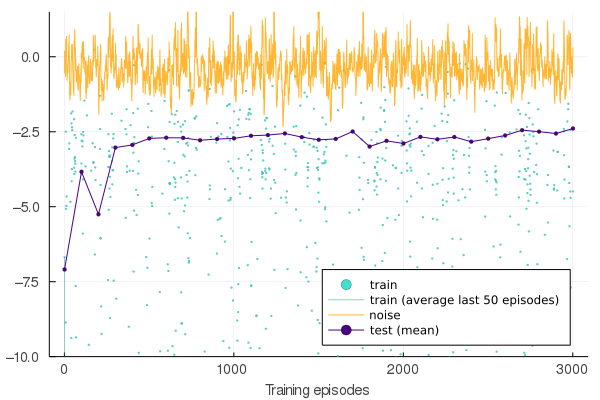 0.0
−2.5
−5.0
−7.5
−10.0
train
train (average last 50 episodes)
noise
test (mean)
0
1000
2000
3000
Training episodes